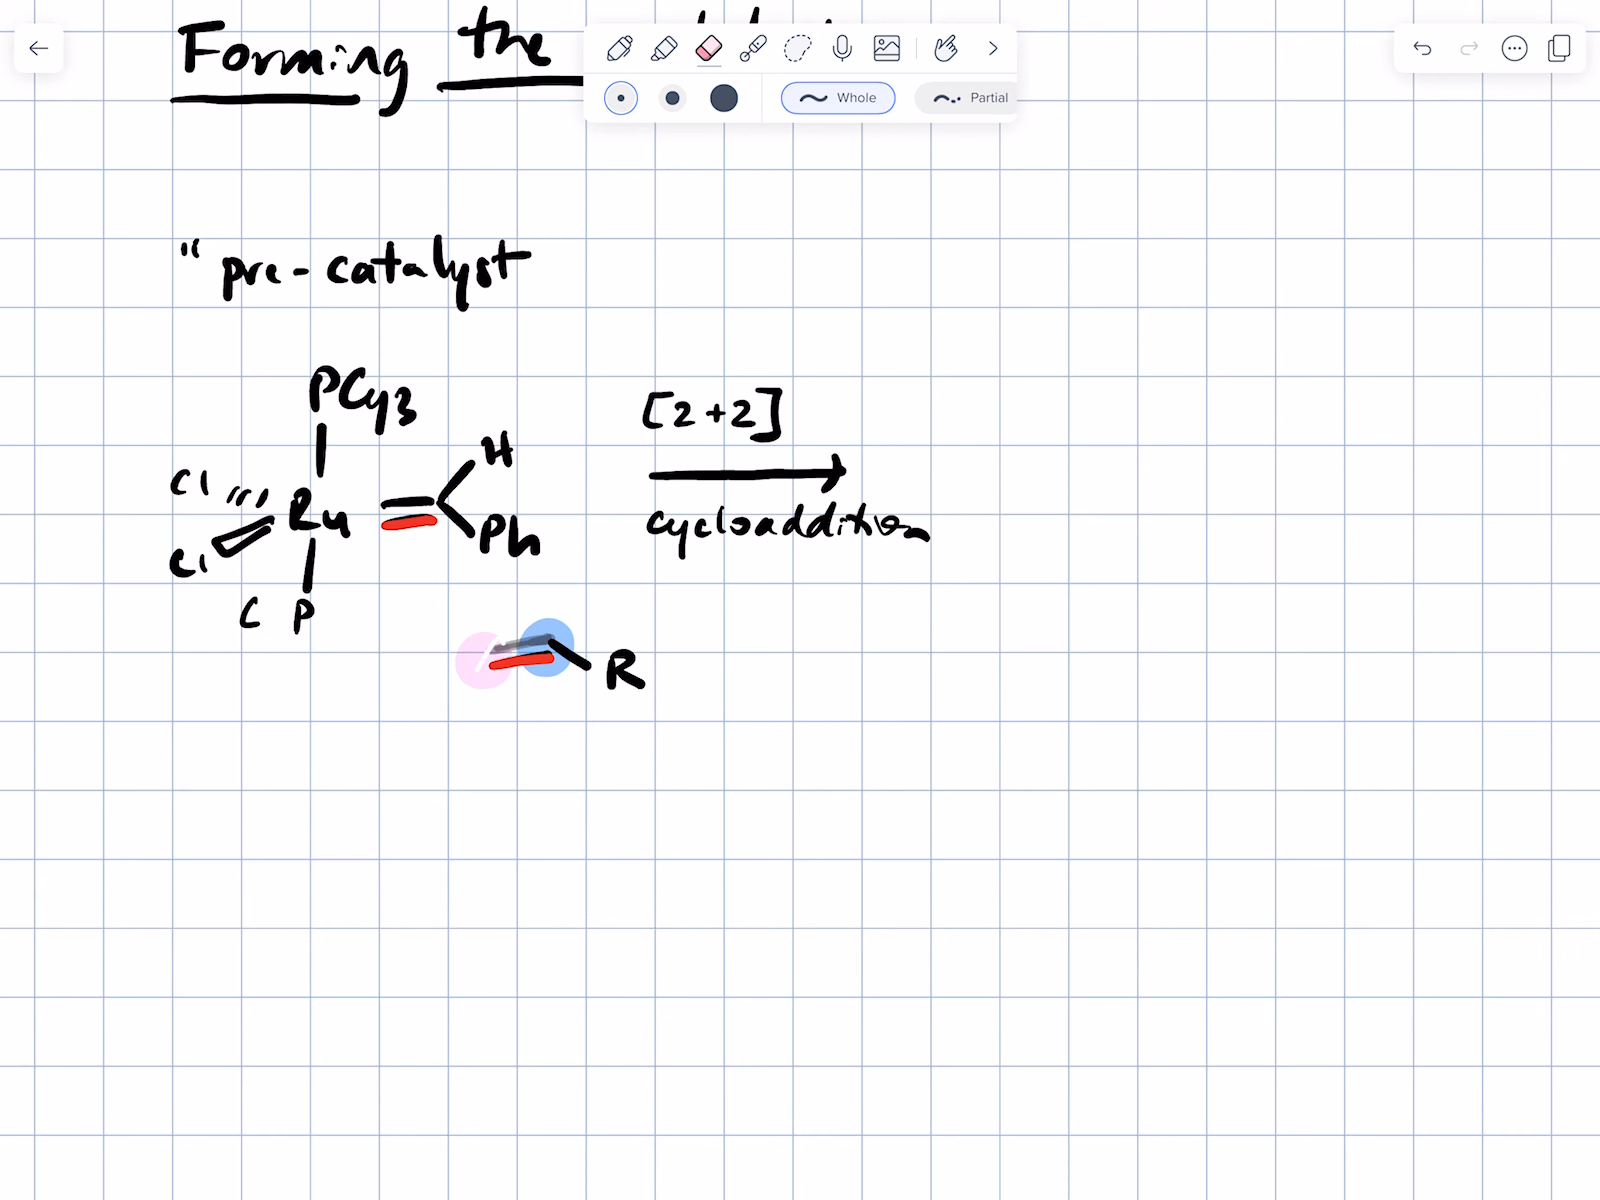 Forming the
Whole Partial
" pre-catalyst
PCy3
[2+2]
H
Cl
Ru
Ph
cycloaddition
Cl
C P
R